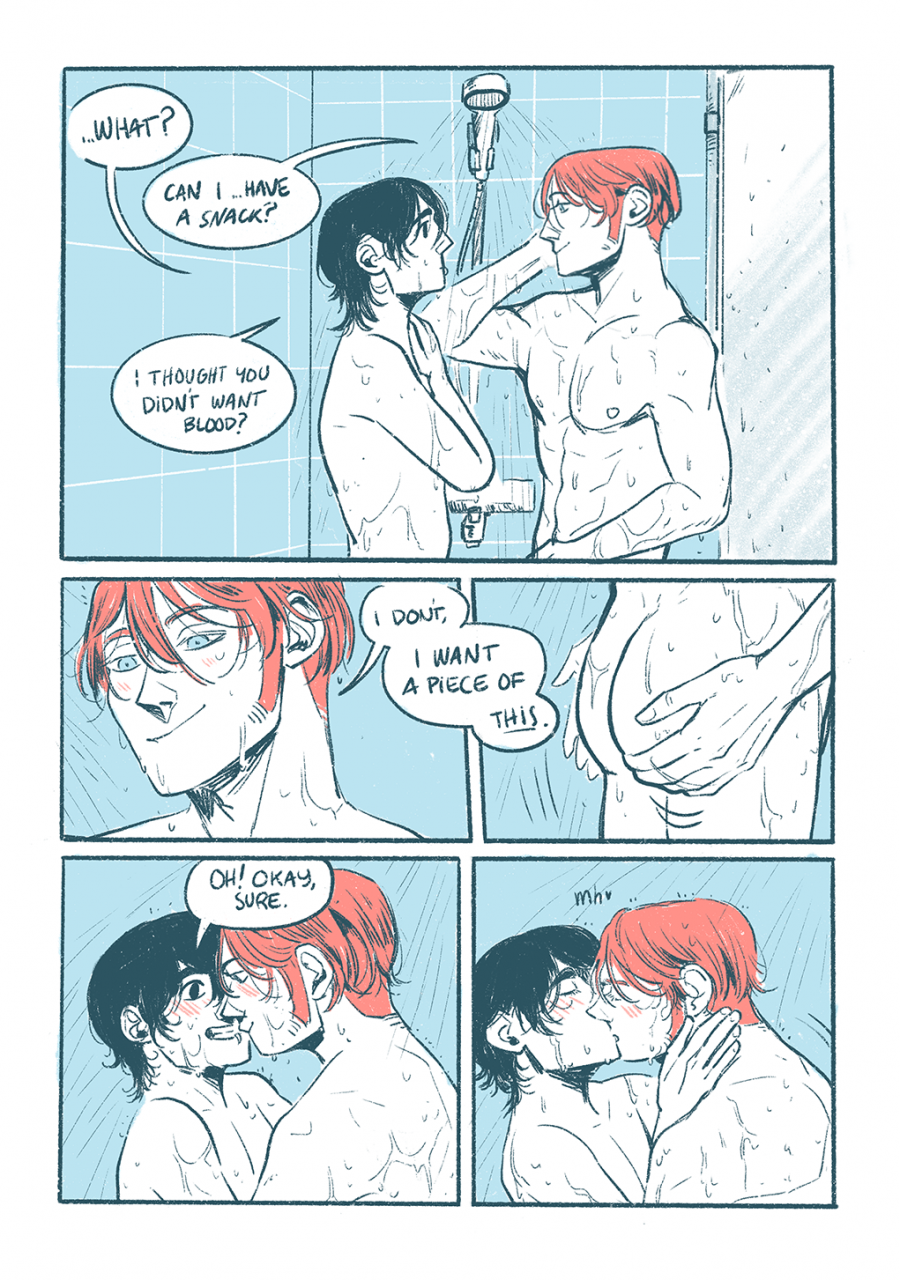 ...WHAT?
CAN I ...HAVE
A SNACK?
I THOUGHT YOU
DIDN'T WANT
BLOOD?
I DON'T,
I WANT
A PIECE OF
THIS.
OH! OKAY,
SURE.
mh♥